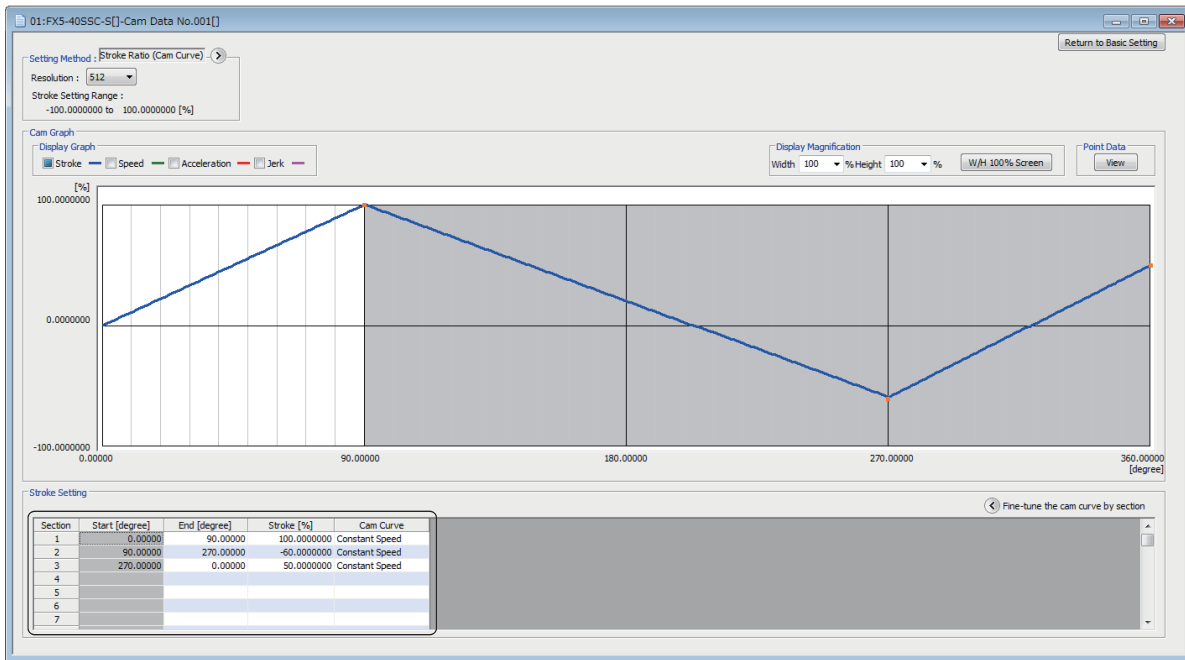 01:FX5-40SSC-S[]-Cam Data No.001[]
Return to Basic Setting
Setting Method : Stroke Ratio (Cam Curve)
Resolution : 512
Stroke Setting Range :
-100.0000000 to 100.0000000 [%]
Cam Graph
Display Graph
Stroke Speed Acceleration Jerk
Display Magnification
Width 100 % Height 100 % W/H 100% Screen
Point Data
View
[%]
100.0000000
0.0000000
-100.0000000
0.00000 90.00000 180.00000 270.00000 360.00000
[degree]
Stroke Setting
Fine-tune the cam curve by section
Section Start [degree] End [degree] Stroke [%] Cam Curve
1 0.00000 90.00000 100.0000000 Constant Speed
2 90.00000 270.00000 -60.0000000 Constant Speed
3 270.00000 0.00000 50.0000000 Constant Speed
4
5
6
7